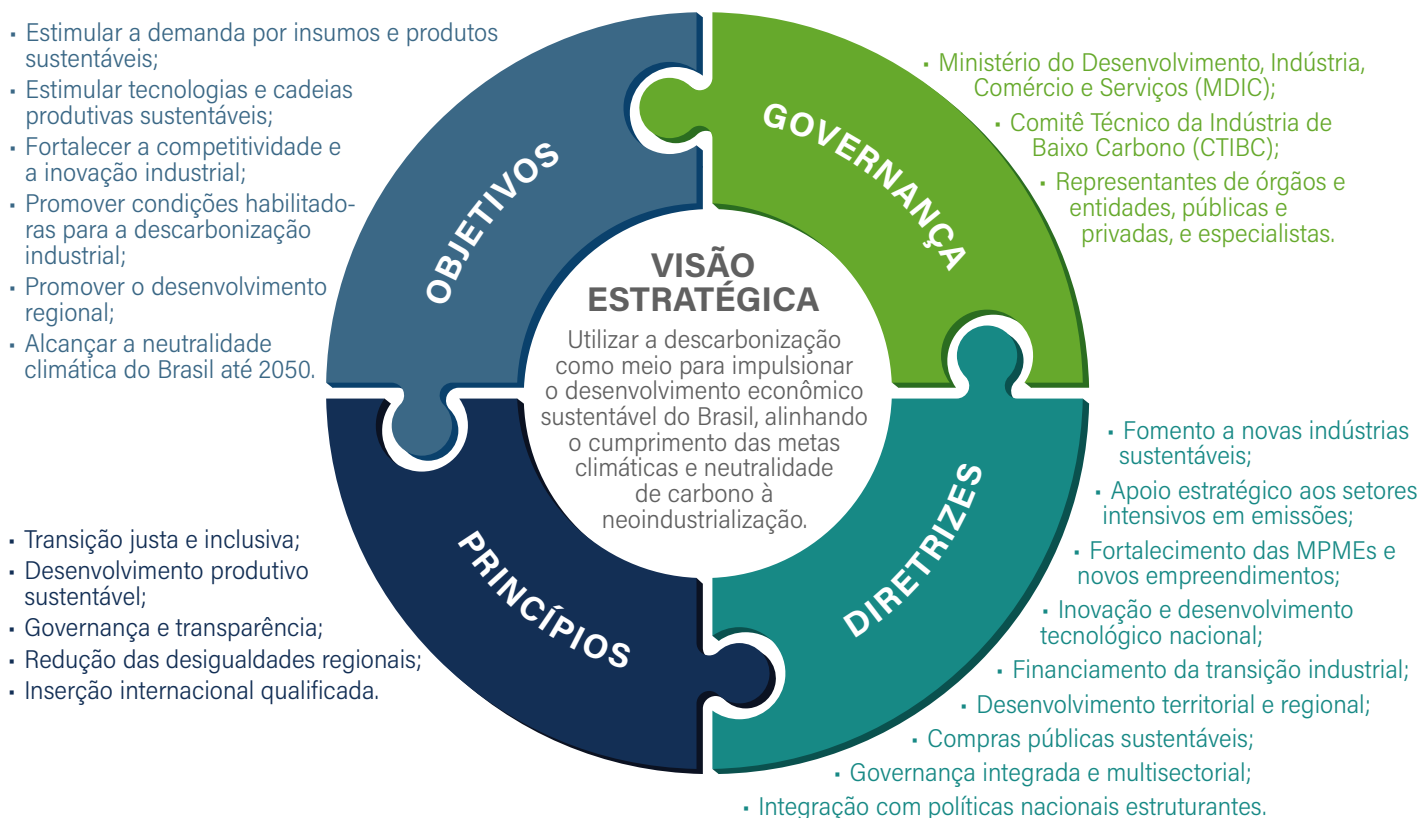 OBJETIVOS
• Estimular a demanda por insumos e produtos
sustentáveis;
• Estimular tecnologias e cadeias
produtivas sustentáveis;
• Fortalecer a competitividade e
a inovação industrial;
• Promover condições habilitado-
ras para a descarbonização
industrial;
• Promover o desenvolvimento
regional;
• Alcançar a neutralidade
climática do Brasil até 2050.
GOVERNANÇA
• Ministério do Desenvolvimento, Indústria,
Comércio e Serviços (MDIC);
• Comitê Técnico da Indústria de
Baixo Carbono (CTIBC);
• Representantes de órgãos e
entidades, públicas e
privadas, e especialistas.
VISÃO
ESTRATÉGICA
Utilizar a descarbonização
como meio para impulsionar
o desenvolvimento econômico
sustentável do Brasil, alinhando
o cumprimento das metas
climáticas e neutralidade
de carbono à
neoindustrialização.
PRINCÍPIOS
• Transição justa e inclusiva;
• Desenvolvimento produtivo
sustentável;
• Governança e transparência;
• Redução das desigualdades regionais;
• Inserção internacional qualificada.
DIRETRIZES
• Fomento a novas indústrias
sustentáveis;
• Apoio estratégico aos setores
intensivos em emissões;
• Fortalecimento das MPMEs e
novos empreendimentos;
• Inovação e desenvolvimento
tecnológico nacional;
• Financiamento da transição industrial;
• Desenvolvimento territorial e regional;
• Compras públicas sustentáveis;
• Governança integrada e multisectorial;
• Integração com políticas nacionais estruturantes.